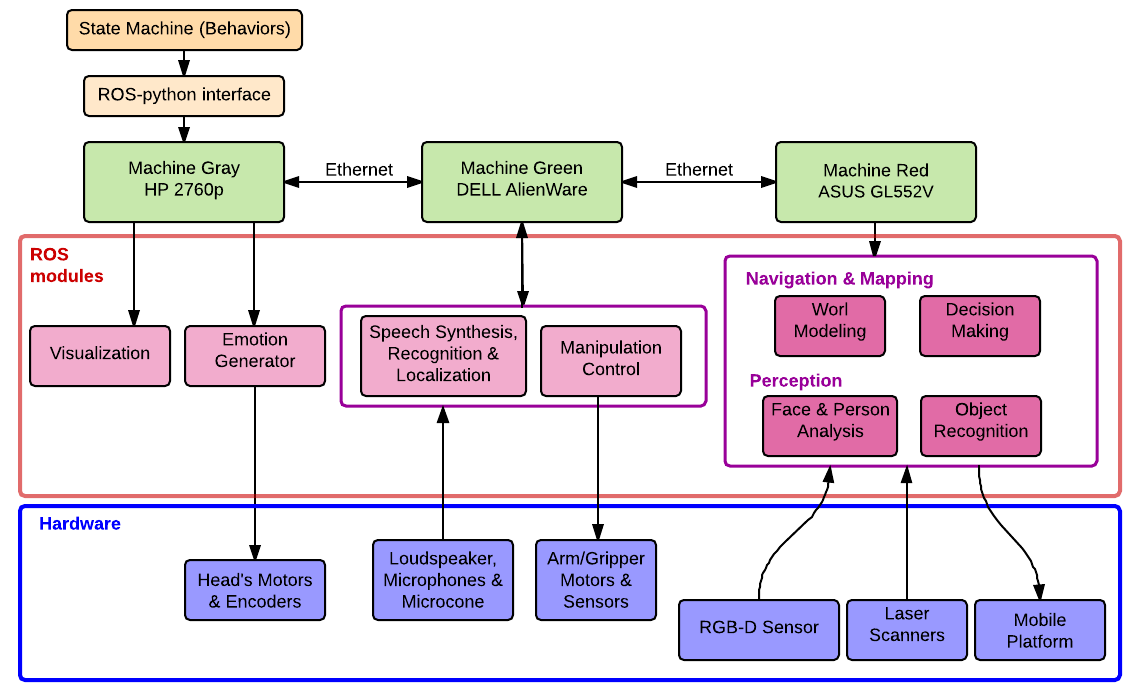 State Machine (Behaviors)
ROS-python interface
Machine Gray
HP 2760p
Ethernet
Machine Green
DELL AlienWare
Ethernet
Machine Red
ASUS GL552V
ROS
modules
Visualization
Emotion
Generator
Speech Synthesis,
Recognition &
Localization
Manipulation
Control
Navigation & Mapping
Worl
Modeling
Decision
Making
Perception
Face & Person
Analysis
Object
Recognition
Hardware
Head's Motors
& Encoders
Loudspeaker,
Microphones &
Microcone
Arm/Gripper
Motors &
Sensors
RGB-D Sensor
Laser
Scanners
Mobile
Platform